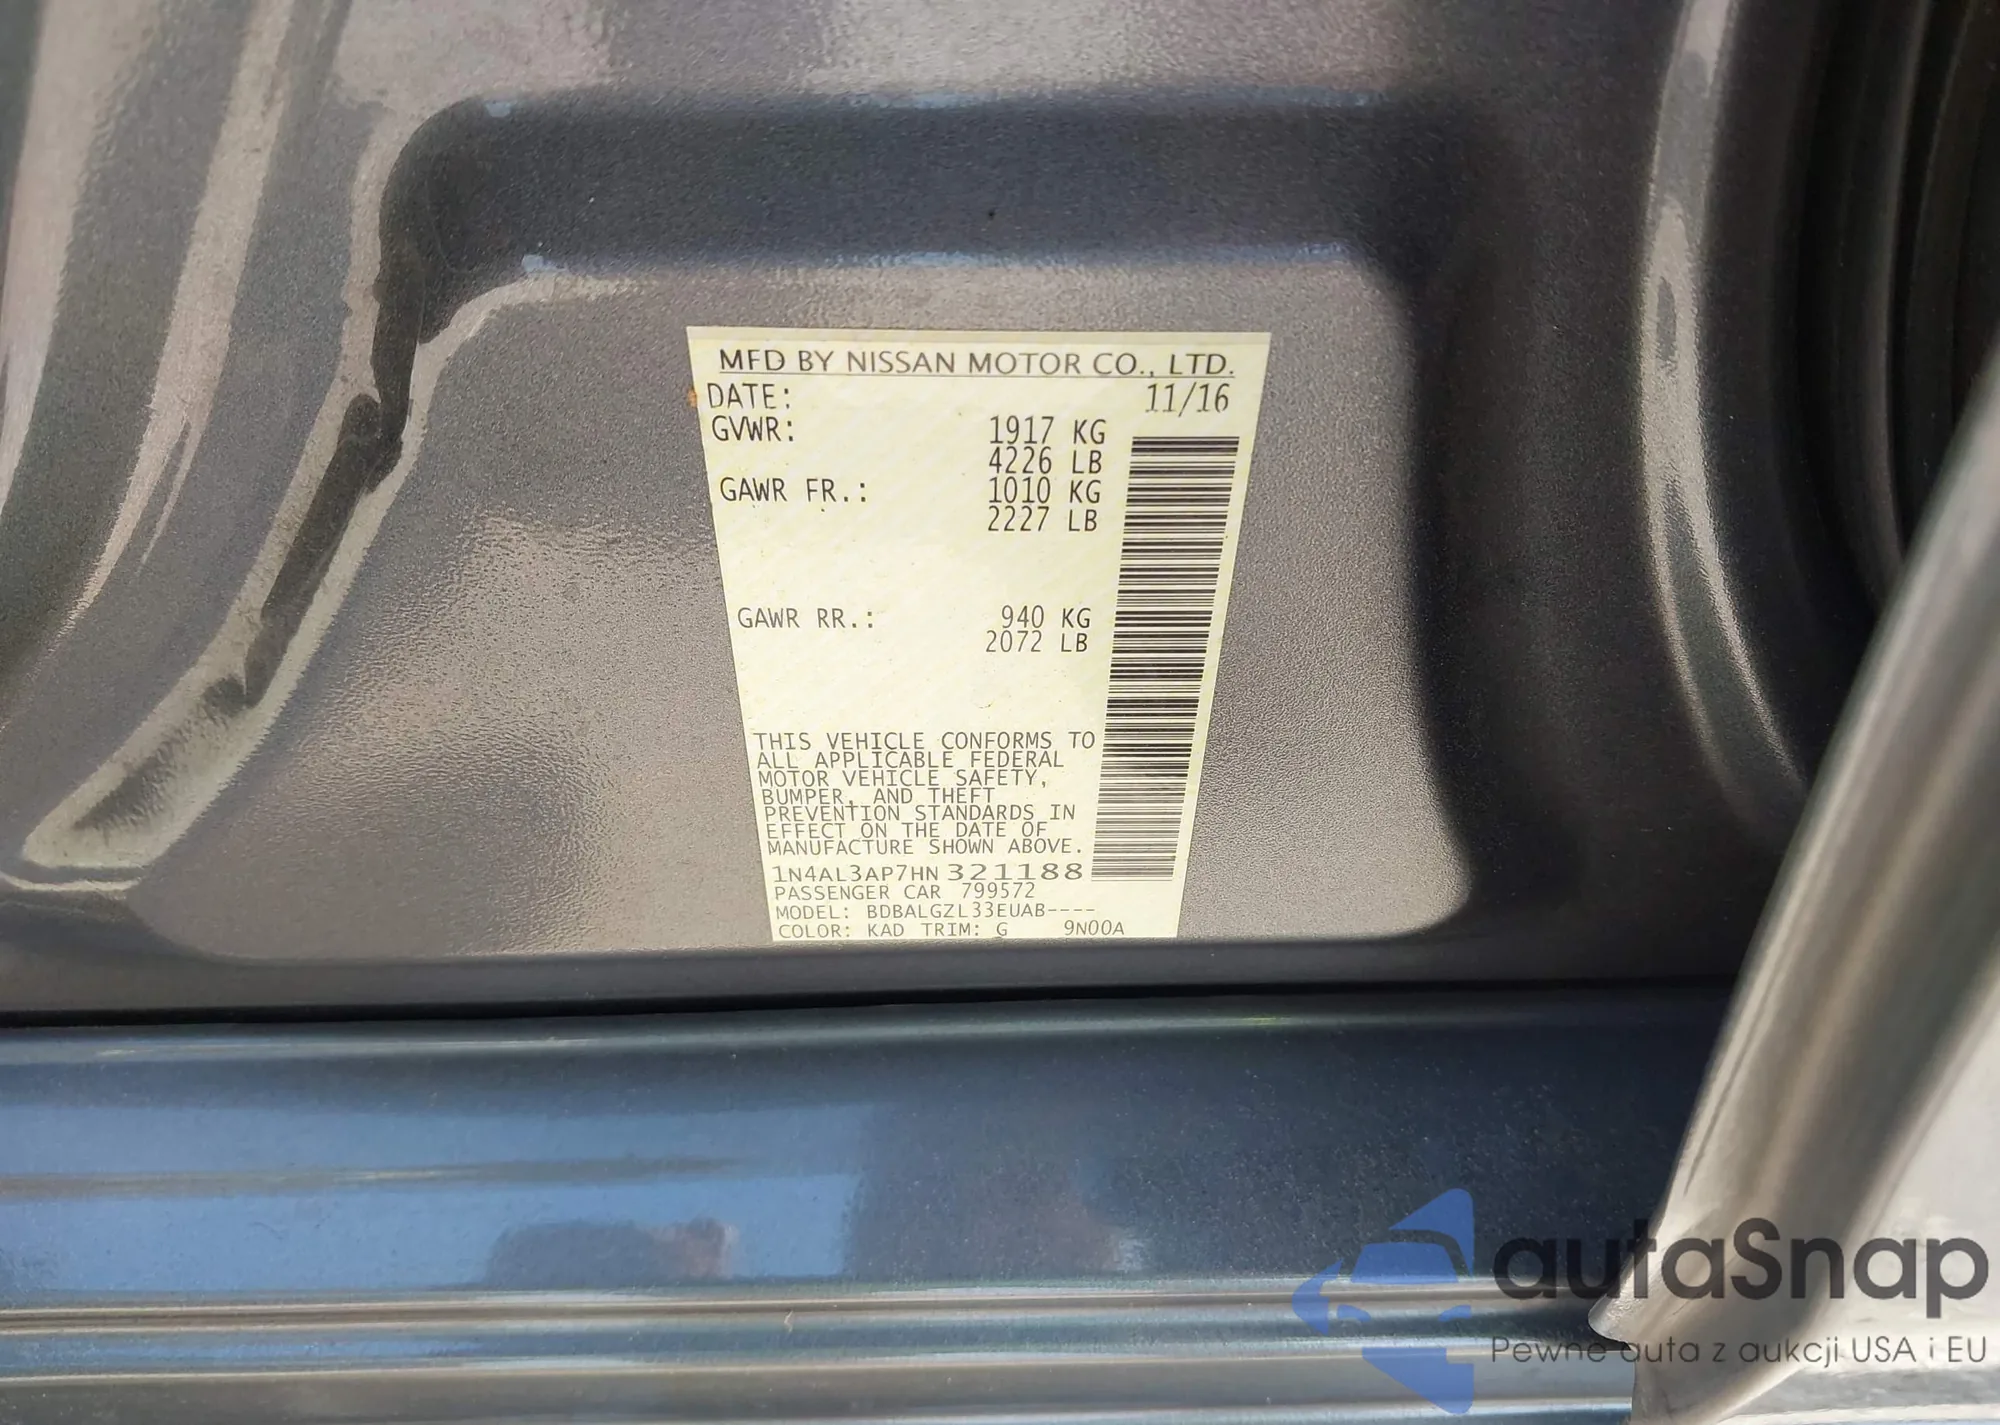 MFD BY NISSAN MOTOR CO., LTD.
DATE: 11/16
GVWR: 1917 KG
4226 LB
GAWR FR.: 1010 KG
2227 LB
GAWR RR.: 940 KG
2072 LB
THIS VEHICLE CONFORMS TO
ALL APPLICABLE FEDERAL
MOTOR VEHICLE SAFETY,
BUMPER, AND THEFT
PREVENTION STANDARDS IN
EFFECT ON THE DATE OF
MANUFACTURE SHOWN ABOVE.
1N4AL3AP7HN 321188
PASSENGER CAR 799572
MODEL: BDBALGZL33EUAB----
COLOR: KAD TRIM: G 9N00A
autaSnap
Pewne auta z aukcji USA i EU